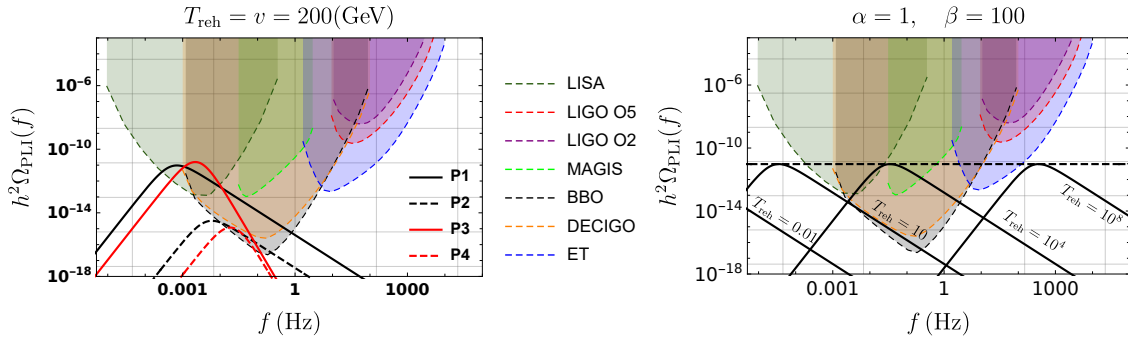 T_reh = v = 200(GeV)
h²Ω_PLI(f)
10⁻⁶
10⁻¹⁰
10⁻¹⁴
10⁻¹⁸
0.001
1
1000
f (Hz)
P1
P2
P3
P4
LISA
LIGO O5
LIGO O2
MAGIS
BBO
DECIGO
ET
α = 1, β = 100
h²Ω_PLI(f)
10⁻⁶
10⁻¹⁰
10⁻¹⁴
10⁻¹⁸
T_reh = 0.01
T_reh = 10
T_reh = 10⁴
T_reh = 10⁸
0.001
1
1000
f (Hz)